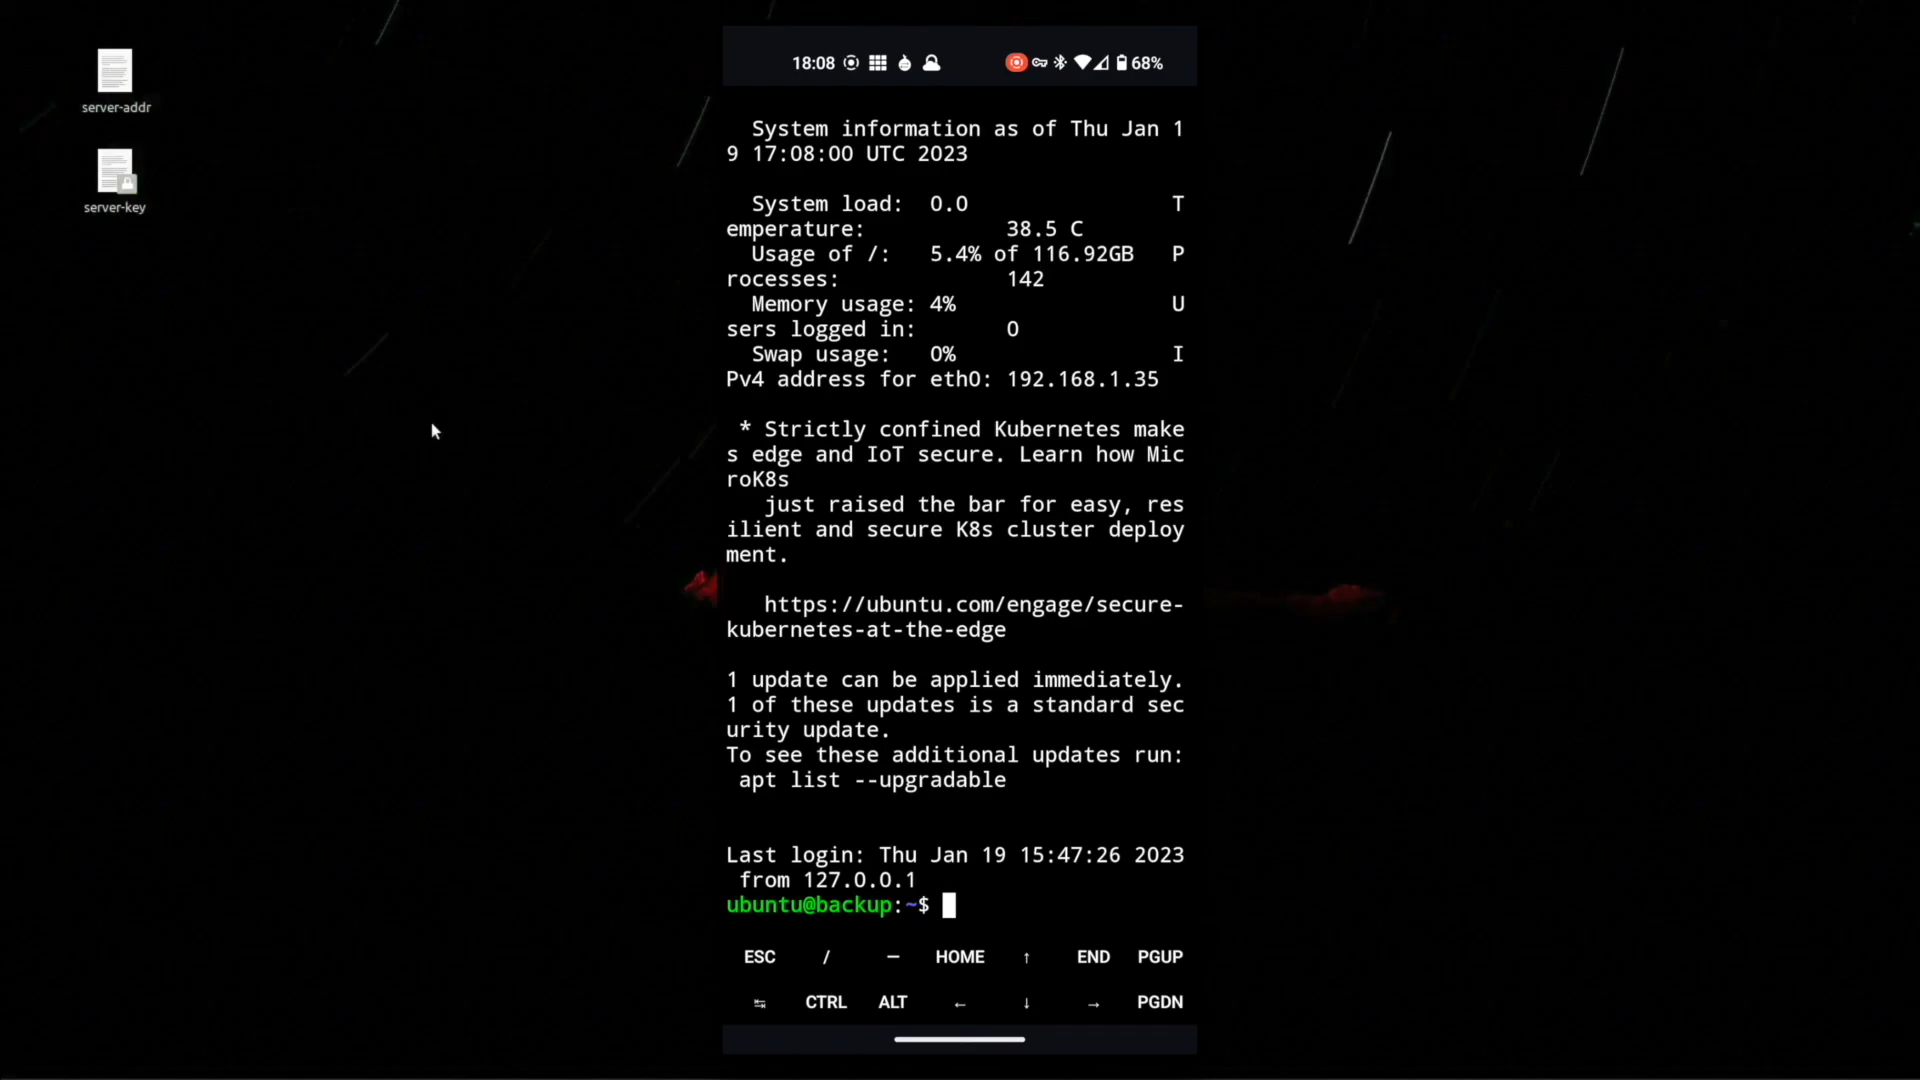 server-addr
server-key
18:08
68%
System information as of Thu Jan 1
9 17:08:00 UTC 2023
System load: 0.0 T
emperature: 38.5 C
Usage of /: 5.4% of 116.92GB P
rocesses: 142
Memory usage: 4% U
sers logged in: 0
Swap usage: 0% I
Pv4 address for eth0: 192.168.1.35
* Strictly confined Kubernetes make
s edge and IoT secure. Learn how Mic
roK8s
just raised the bar for easy, res
ilient and secure K8s cluster deploy
ment.
https://ubuntu.com/engage/secure-
kubernetes-at-the-edge
1 update can be applied immediately.
1 of these updates is a standard sec
urity update.
To see these additional updates run:
apt list --upgradable
Last login: Thu Jan 19 15:47:26 2023
from 127.0.0.1
ubuntu@backup:~$
ESC / — HOME ↑ END PGUP
↹ CTRL ALT ← ↓ → PGDN